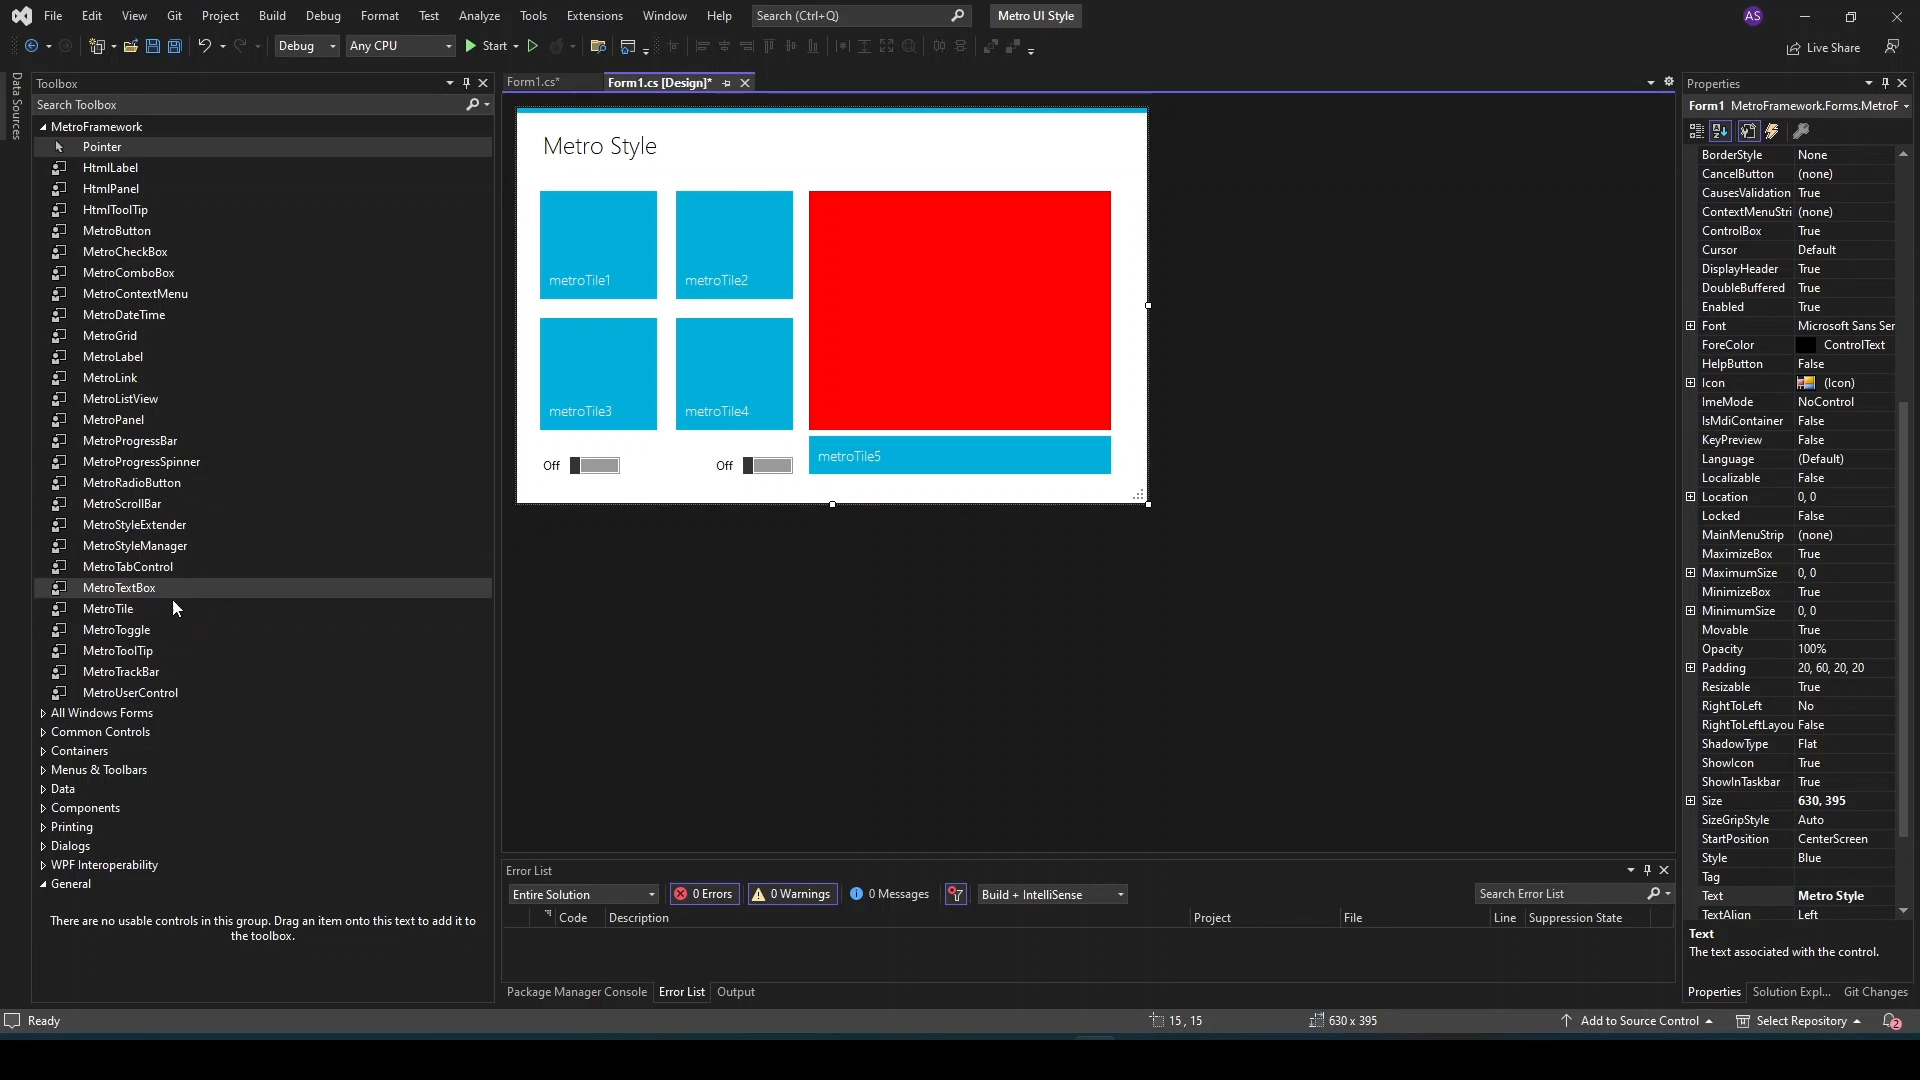 File Edit View Git Project Build Debug Format Test Analyze Tools Extensions Window Help Search (Ctrl+Q) Metro UI Style AS
Debug Any CPU Start Live Share
Data Sources
Toolbox
Search Toolbox
MetroFramework
Pointer
HtmlLabel
HtmlPanel
HtmlToolTip
MetroButton
MetroCheckBox
MetroComboBox
MetroContextMenu
MetroDateTime
MetroGrid
MetroLabel
MetroLink
MetroListView
MetroPanel
MetroProgressBar
MetroProgressSpinner
MetroRadioButton
MetroScrollBar
MetroStyleExtender
MetroStyleManager
MetroTabControl
MetroTextBox
MetroTile
MetroToggle
MetroToolTip
MetroTrackBar
MetroUserControl
All Windows Forms
Common Controls
Containers
Menus & Toolbars
Data
Components
Printing
Dialogs
WPF Interoperability
General
There are no usable controls in this group. Drag an item onto this text to add it to
the toolbox.
Form1.cs* Form1.cs [Design]*
Metro Style
metroTile1 metroTile2
metroTile3 metroTile4
Off Off metroTile5
Error List
Entire Solution 0 Errors 0 Warnings 0 Messages Build + IntelliSense Search Error List
Code Description Project File Line Suppression State
Package Manager Console Error List Output
Properties
Form1 MetroFramework.Forms.MetroF
BorderStyle None
CancelButton (none)
CausesValidation True
ContextMenuStri (none)
ControlBox True
Cursor Default
DisplayHeader True
DoubleBuffered True
Enabled True
Font Microsoft Sans Ser
ForeColor ControlText
HelpButton False
Icon (Icon)
ImeMode NoControl
IsMdiContainer False
KeyPreview False
Language (Default)
Localizable False
Location 0, 0
Locked False
MainMenuStrip (none)
MaximizeBox True
MaximumSize 0, 0
MinimizeBox True
MinimumSize 0, 0
Movable True
Opacity 100%
Padding 20, 60, 20, 20
Resizable True
RightToLeft No
RightToLeftLayou False
ShadowType Flat
ShowIcon True
ShowInTaskbar True
Size 630, 395
SizeGripStyle Auto
StartPosition CenterScreen
Style Blue
Tag
Text Metro Style
TextAlign Left
Text
The text associated with the control.
Properties Solution Expl... Git Changes
Ready 15 , 15 630 x 395 Add to Source Control Select Repository 2